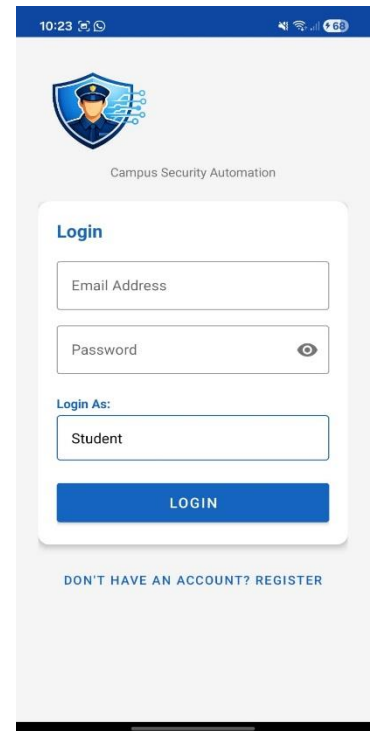 10:23
68
Campus Security Automation
Login
Email Address
Password
Login As:
Student
LOGIN
DON'T HAVE AN ACCOUNT? REGISTER